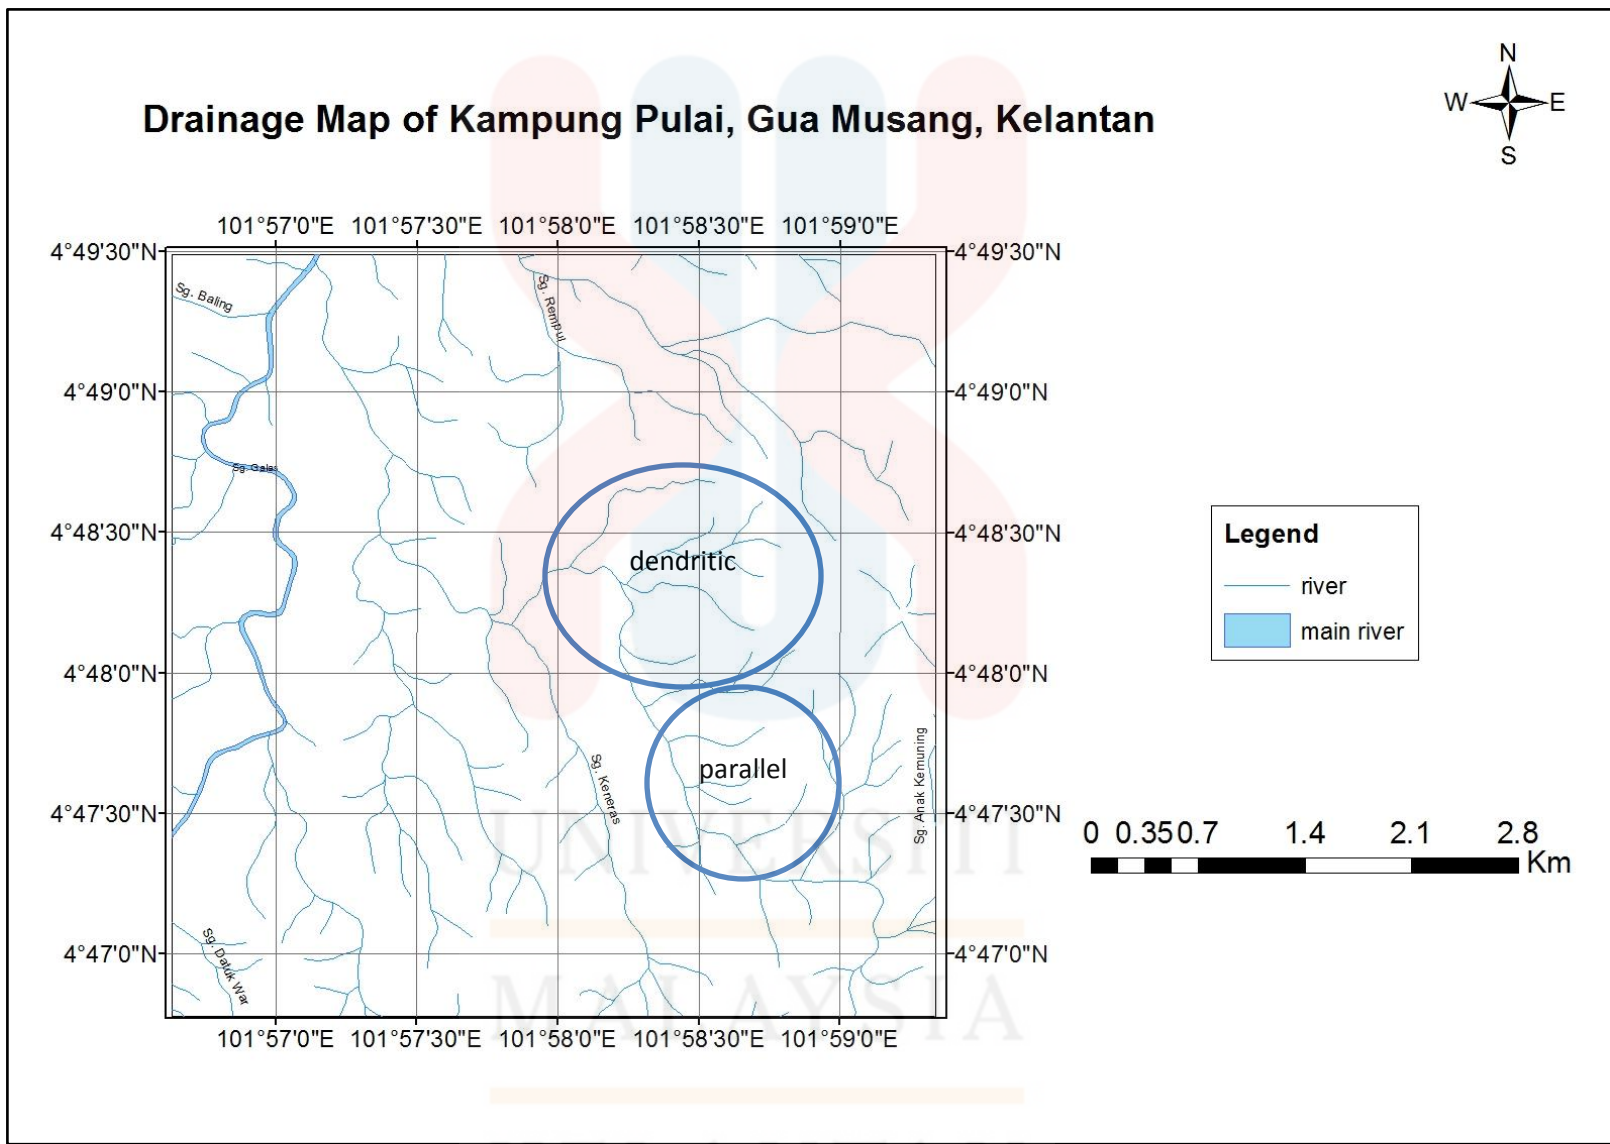 N
W E
S
Drainage Map of Kampung Pulai, Gua Musang, Kelantan
101°57'0"E 101°57'30"E 101°58'0"E 101°58'30"E 101°59'0"E
4°49'30"N 4°49'30"N
Sg. Baling
Sg. Rempul
4°49'0"N 4°49'0"N
Sg. Galas
4°48'30"N 4°48'30"N
dendritic
Legend
river
main river
4°48'0"N 4°48'0"N
parallel
Sg. Keneras
Sg. Anak Kemuning
4°47'30"N 4°47'30"N
0 0.35 0.7 1.4 2.1 2.8
Km
UNIVERSITI
Sg. Datuk War
4°47'0"N 4°47'0"N
MALAYSIA
101°57'0"E 101°57'30"E 101°58'0"E 101°58'30"E 101°59'0"E